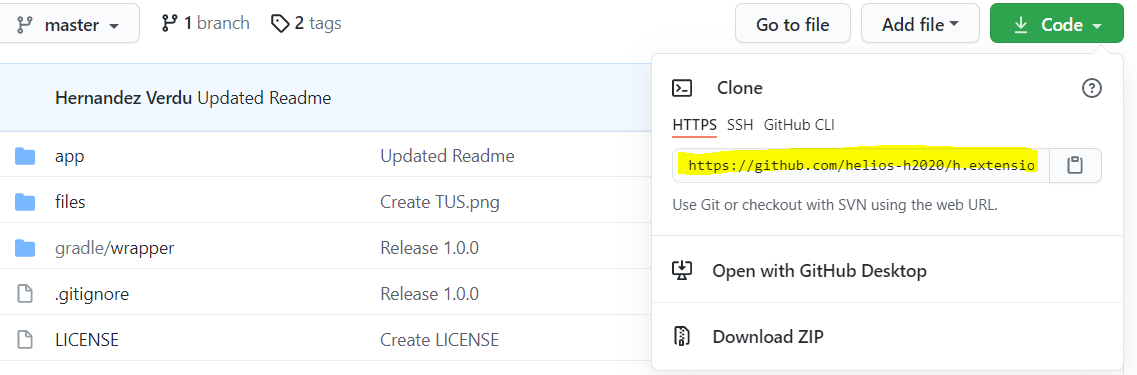 master 1 branch 2 tags Go to file Add file Code
Hernandez Verdu Updated Readme
app Updated Readme
files Create TUS.png
gradle/wrapper Release 1.0.0
.gitignore Release 1.0.0
LICENSE Create LICENSE
Clone
HTTPS SSH GitHub CLI
https://github.com/helios-h2020/h.extensio
Use Git or checkout with SVN using the web URL.
Open with GitHub Desktop
Download ZIP